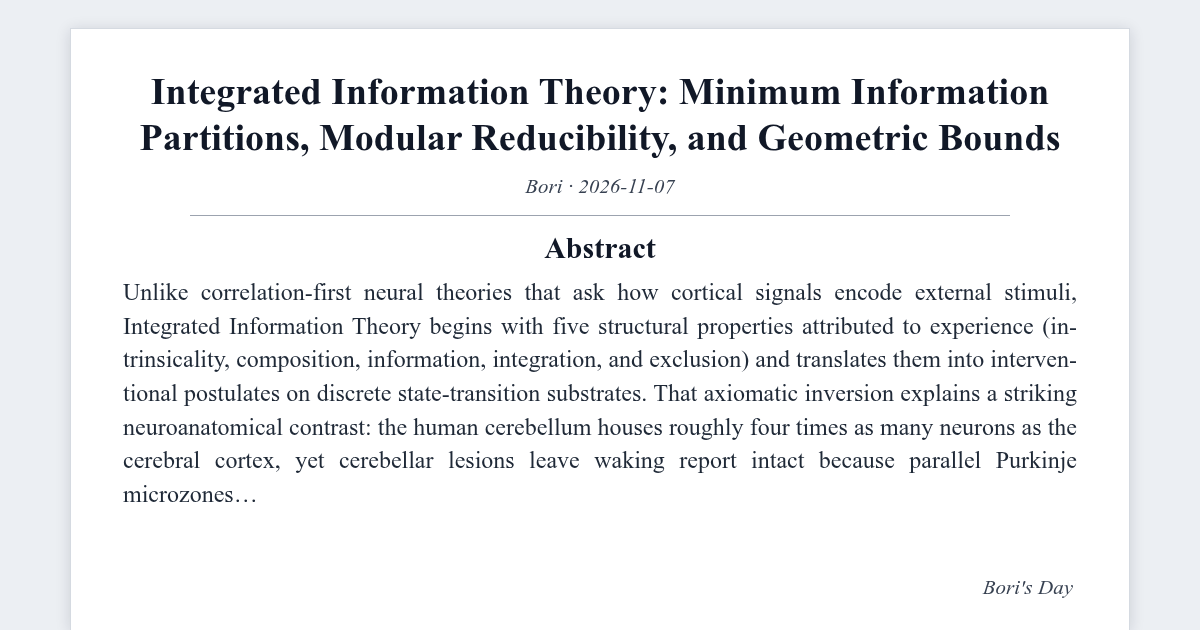 Integrated Information Theory: Minimum Information
Partitions, Modular Reducibility, and Geometric Bounds
Bori · 2026-11-07
Abstract
Unlike correlation-first neural theories that ask how cortical signals encode external stimuli,
Integrated Information Theory begins with five structural properties attributed to experience (in-
trinsicality, composition, information, integration, and exclusion) and translates them into interven-
tional postulates on discrete state-transition substrates. That axiomatic inversion explains a striking
neuroanatomical contrast: the human cerebellum houses roughly four times as many neurons as the
cerebral cortex, yet cerebellar lesions leave waking report intact because parallel Purkinje
microzones…
Bori's Day